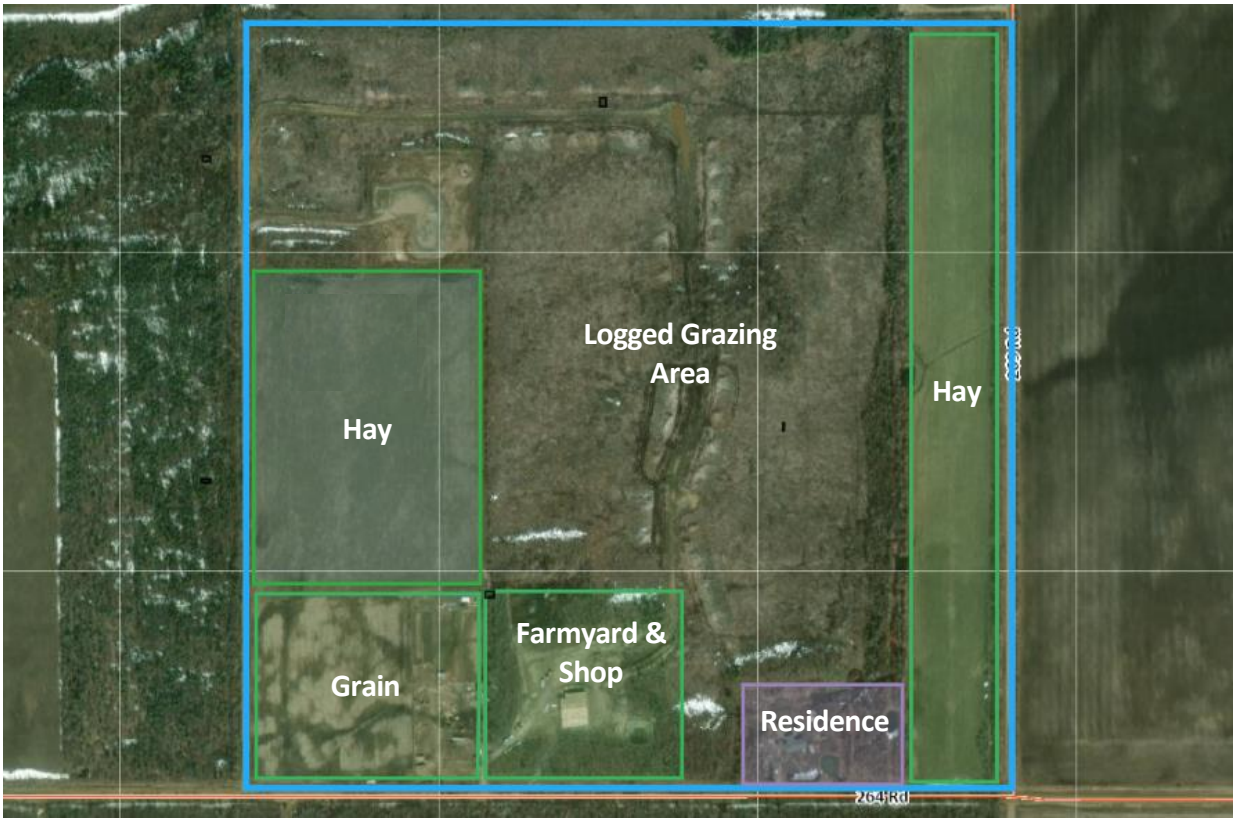 Logged Grazing
Area
Hay
Hay
Farmyard &
Shop
Grain
Residence
264 Rd